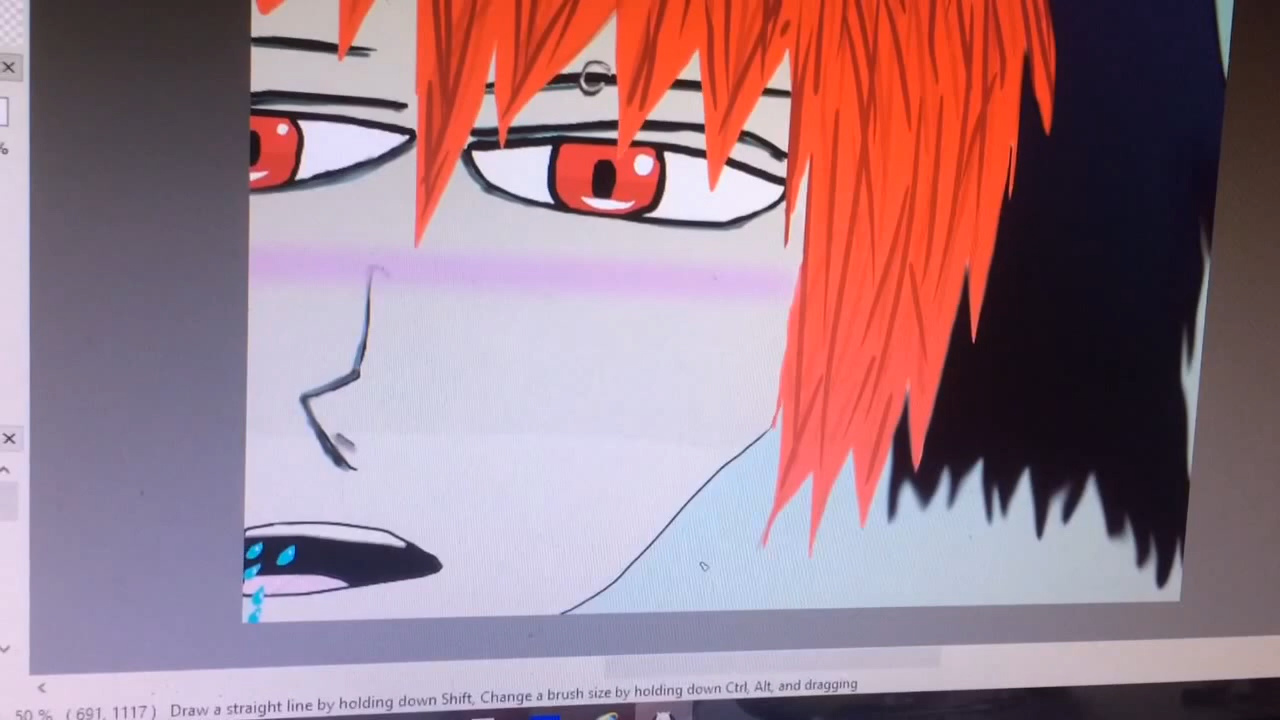 %
50 % ( 691, 1117 ) Draw a straight line by holding down Shift, Change a brush size by holding down Ctrl, Alt, and dragging